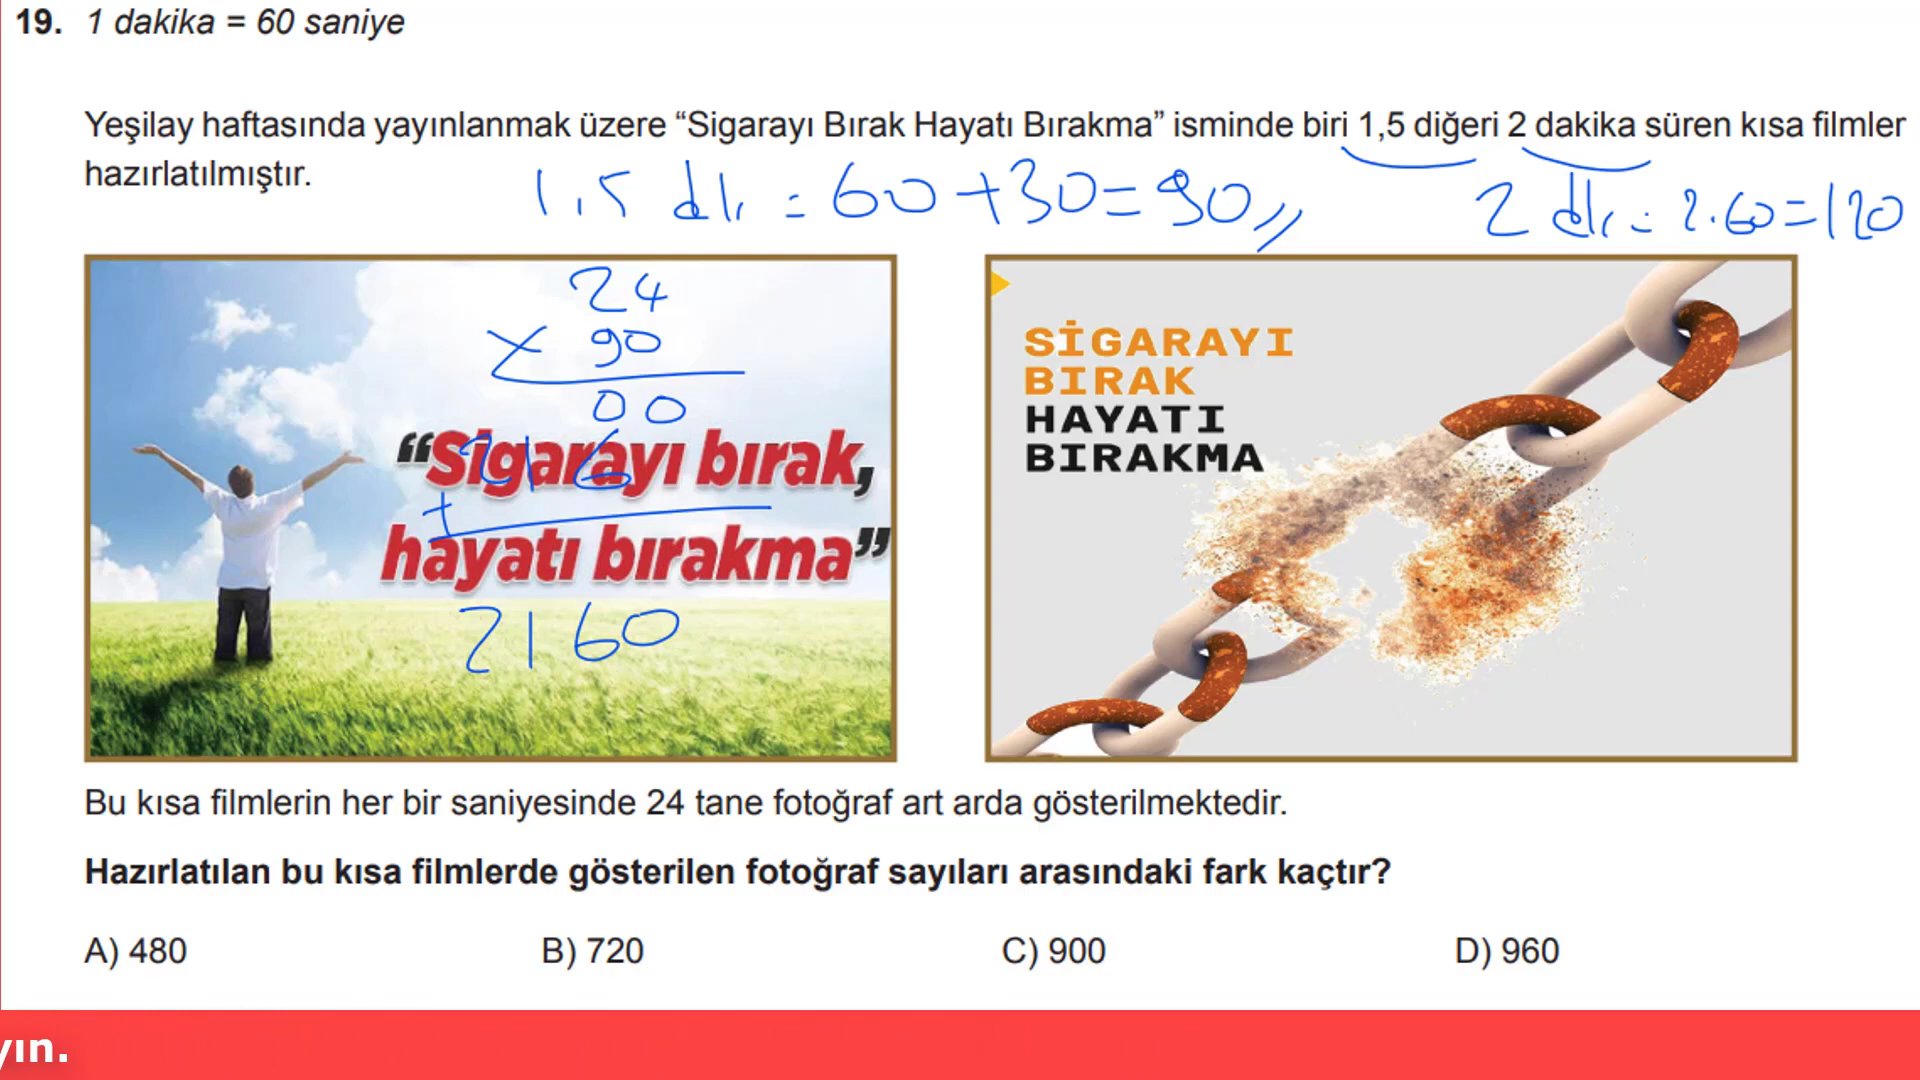 19. 1 dakika = 60 saniye
Yeşilay haftasında yayınlanmak üzere “Sigarayı Bırak Hayatı Bırakma” isminde biri 1,5 diğeri 2 dakika süren kısa filmler
hazırlatılmıştır.
1,5 dk = 60 + 30 = 90
2 dk = 2.60 = 120
24
x 90
00
216
+
2160
“Sigarayı bırak,
hayatı bırakma”
SİGARAYI
BIRAK
HAYATI
BIRAKMA
Bu kısa filmlerin her bir saniyesinde 24 tane fotoğraf art arda gösterilmektedir.
Hazırlatılan bu kısa filmlerde gösterilen fotoğraf sayıları arasındaki fark kaçtır?
A) 480 B) 720 C) 900 D) 960
yın.